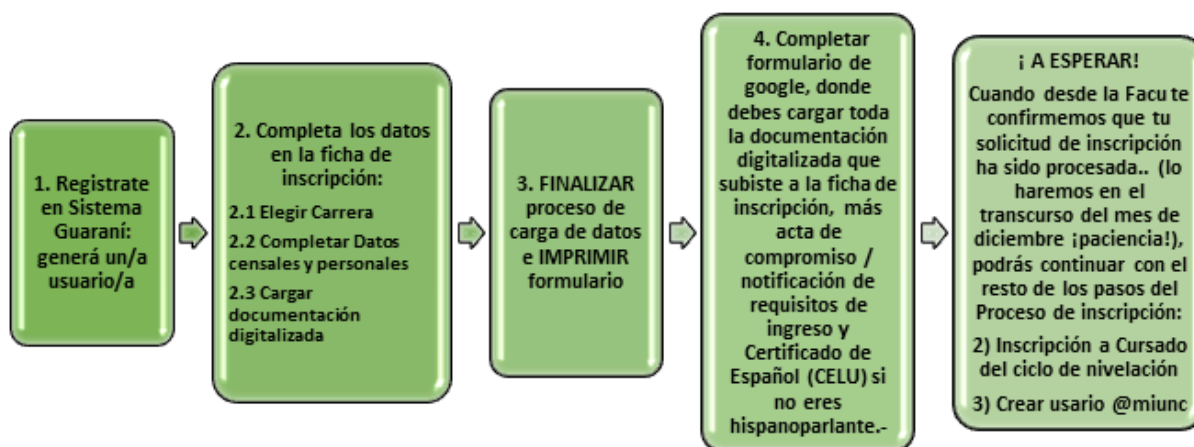 1. Registrate
en Sistema
Guaraní:
generá un/a
usuario/a
2. Completa los datos
en la ficha de
inscripción:
2.1 Elegir Carrera
2.2 Completar Datos
censales y personales
2.3 Cargar
documentación
digitalizada
3. FINALIZAR
proceso de
carga de datos
e IMPRIMIR
formulario
4. Completar
formulario de
google, donde
debes cargar toda
la documentación
digitalizada que
subiste a la ficha de
inscripción, más
acta de
compromiso /
notificación de
requisitos de
ingreso y
Certificado de
Español (CELU) si
no eres
hispanoparlante.-
¡ A ESPERAR!
Cuando desde la Facu te
confirmemos que tu
solicitud de inscripción
ha sido procesada.. (lo
haremos en el
transcurso del mes de
diciembre ¡paciencia!),
podrás continuar con el
resto de los pasos del
Proceso de inscripción:
2) Inscripción a Cursado
del ciclo de nivelación
3) Crear usario @miunc